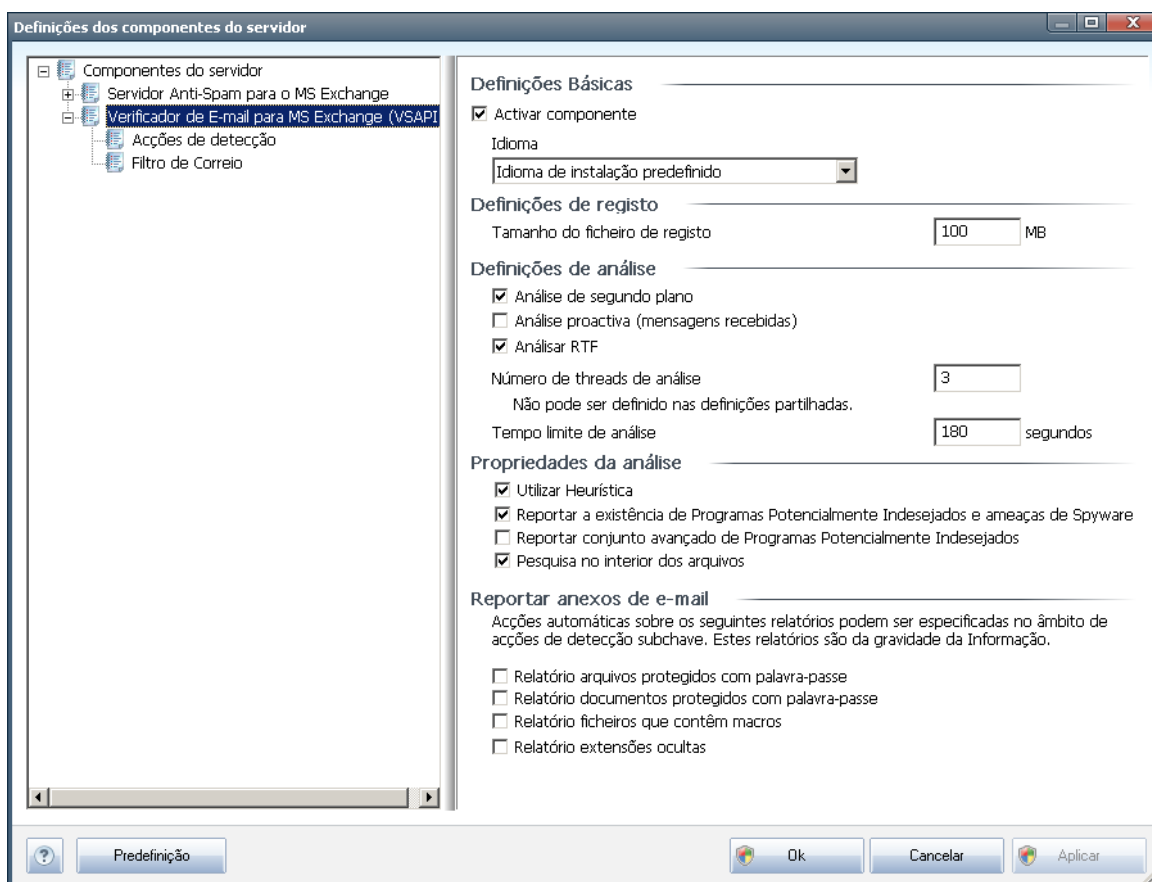 Definições dos componentes do servidor
Componentes do servidor
Servidor Anti-Spam para o MS Exchange
Verificador de E-mail para MS Exchange (VSAPI
Acções de detecção
Filtro de Correio
Definições Básicas
Activar componente
Idioma
Idioma de instalação predefinido
Definições de registo
Tamanho do ficheiro de registo 100 MB
Definições de análise
Análise de segundo plano
Análise proactiva (mensagens recebidas)
Análisar RTF
Número de threads de análise 3
Não pode ser definido nas definições partilhadas.
Tempo limite de análise 180 segundos
Propriedades da análise
Utilizar Heurística
Reportar a existência de Programas Potencialmente Indesejados e ameaças de Spyware
Reportar conjunto avançado de Programas Potencialmente Indesejados
Pesquisa no interior dos arquivos
Reportar anexos de e-mail
Acções automáticas sobre os seguintes relatórios podem ser especificadas no âmbito de
acções de detecção subchave. Estes relatórios são da gravidade da Informação.
Relatório arquivos protegidos com palavra-passe
Relatório documentos protegidos com palavra-passe
Relatório ficheiros que contêm macros
Relatório extensões ocultas
? Predefinição Ok Cancelar Aplicar